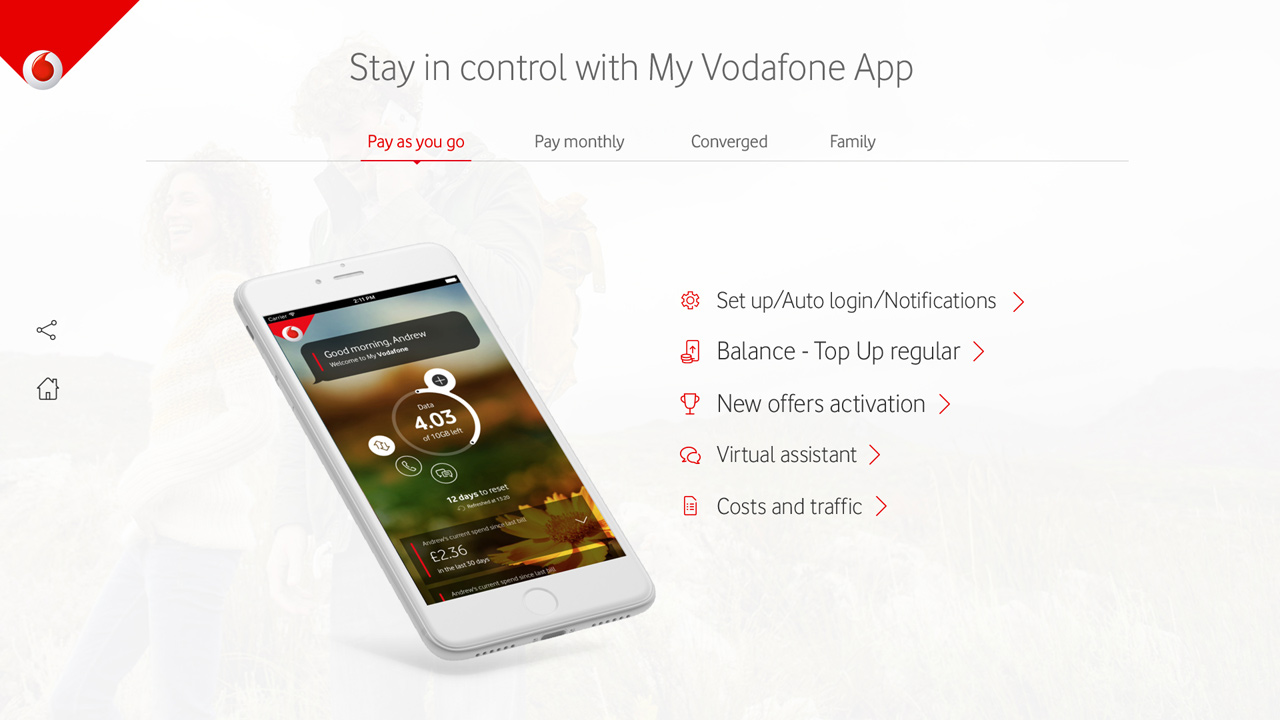 Stay in control with My Vodafone App
Pay as you go
Pay monthly
Converged
Family
Carrier
2:11 PM
Good morning, Andrew
Welcome to My Vodafone
Data
4.03
of 10GB left
12 days to reset
Refreshed at 13:20
Andrew's current spend since last bill
£2.36
in the last 30 days
Andrew's current spend since last bill
Set up/Auto login/Notifications
Balance - Top Up regular
New offers activation
Virtual assistant
Costs and traffic